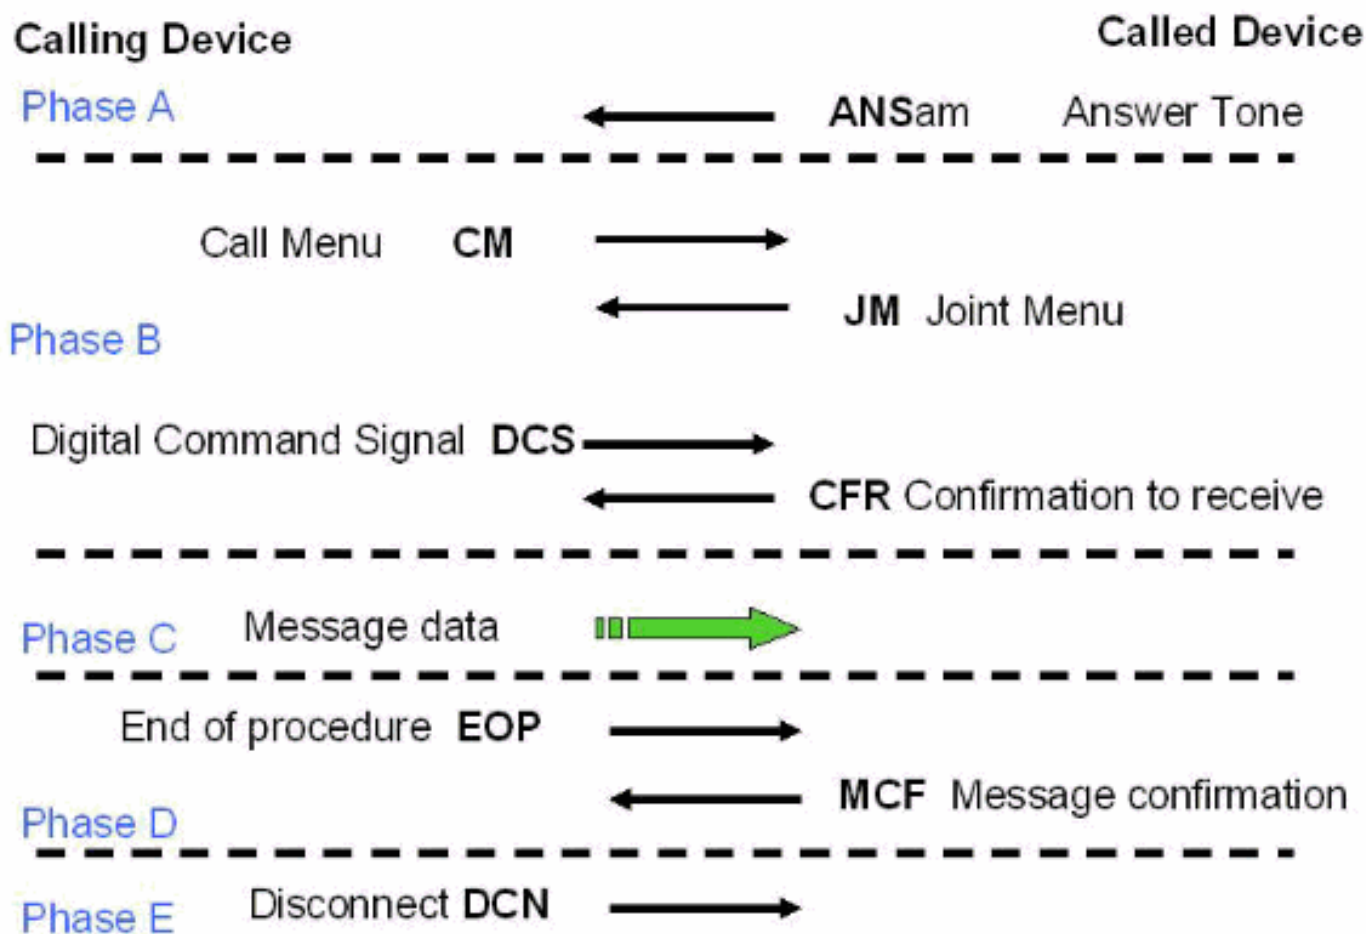 Calling Device Called Device
Phase A ANSam Answer Tone
Call Menu CM
JM Joint Menu
Phase B
Digital Command Signal DCS
CFR Confirmation to receive
Phase C Message data
End of procedure EOP
MCF Message confirmation
Phase D
Phase E Disconnect DCN